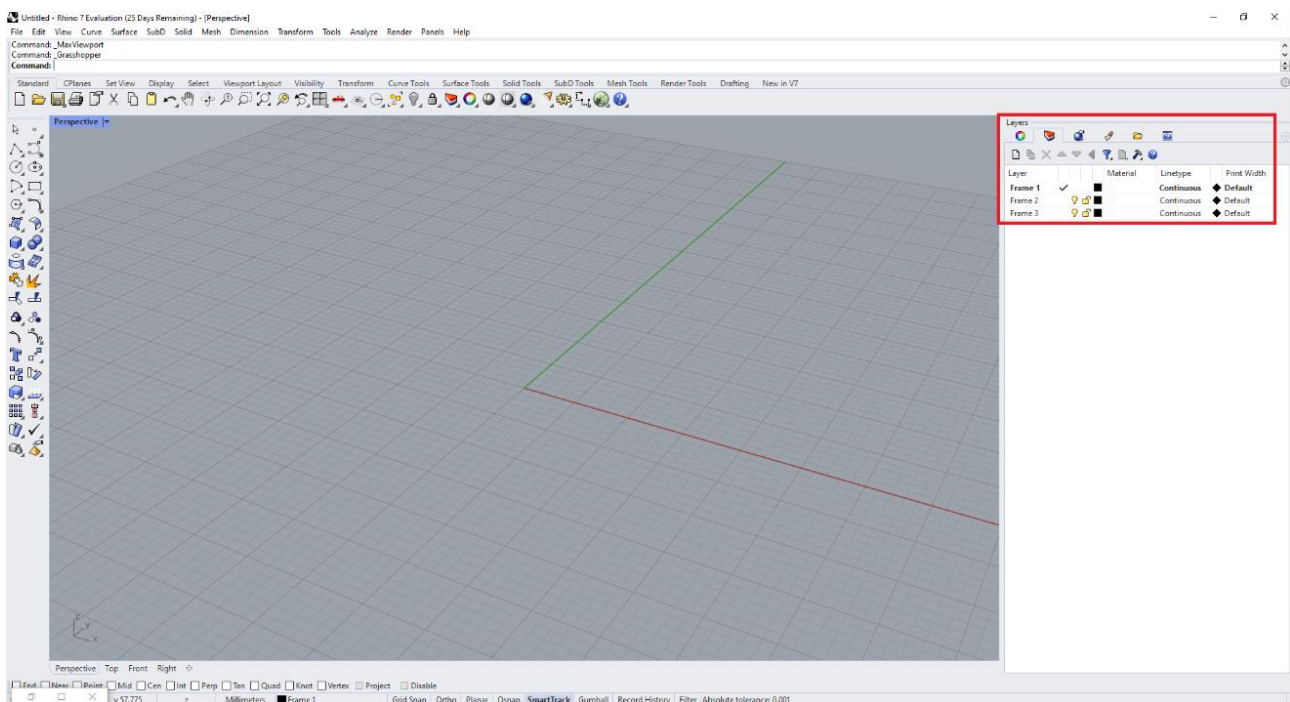 Untitled - Rhino 7 Evaluation (25 Days Remaining) - [Perspective]
File Edit View Curve Surface SubD Solid Mesh Dimension Transform Tools Analyze Render Panels Help
Command: _MaxViewport
Command: _Grasshopper
Command:
Standard CPlanes Set View Display Select Viewport Layout Visibility Transform Curve Tools Surface Tools Solid Tools SubD Tools Mesh Tools Render Tools Drafting New in V7
Perspective
Layers
Layer Material Linetype Print Width
Frame 1 Continuous Default
Frame 2 Continuous Default
Frame 3 Continuous Default
z
y
x
Perspective Top Front Right
End Near Point Mid Cen Int Perp Tan Quad Knot Vertex Project Disable
y 57.775 z Millimeters Frame 1 Grid Snap Ortho Planar Osnap SmartTrack Gumball Record History Filter Absolute tolerance: 0.001